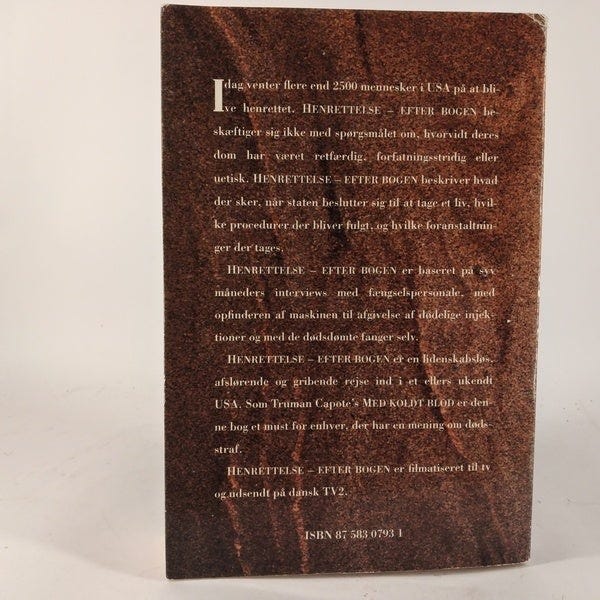 Idag venter flere end 2500 mennesker i USA på at bli-
ve henrettet. HENRETTELSE – EFTER BOGEN be-
skæftiger sig ikke med spørgsmålet om, hvorvidt deres
dom har været retfærdig, forfatningsstridig eller
uetisk. HENRETTELSE – EFTER BOGEN beskriver hvad
der sker, når staten beslutter sig til at tage et liv, hvil-
ke procedurer der bliver fulgt, og hvilke foranstaltnin-
ger der tages.
HENRETTELSE – EFTER BOGEN er baseret på syv
måneders interviews med fængselspersonale, med
opfinderen af maskinen til afgivelse af dødelige injek-
tioner og med de dødsdømte fanger selv.
HENRETTELSE – EFTER BOGEN er en lidenskabsløs,
afslørende og gribende rejse ind i et ellers ukendt
USA. Som Truman Capote's MED KOLDT BLOD er den-
ne bog et must for enhver, der har en mening om døds-
straf.
HENRETTELSE – EFTER BOGEN er filmatiseret til tv
og udsendt på dansk TV2.
ISBN 87 583 0793 1